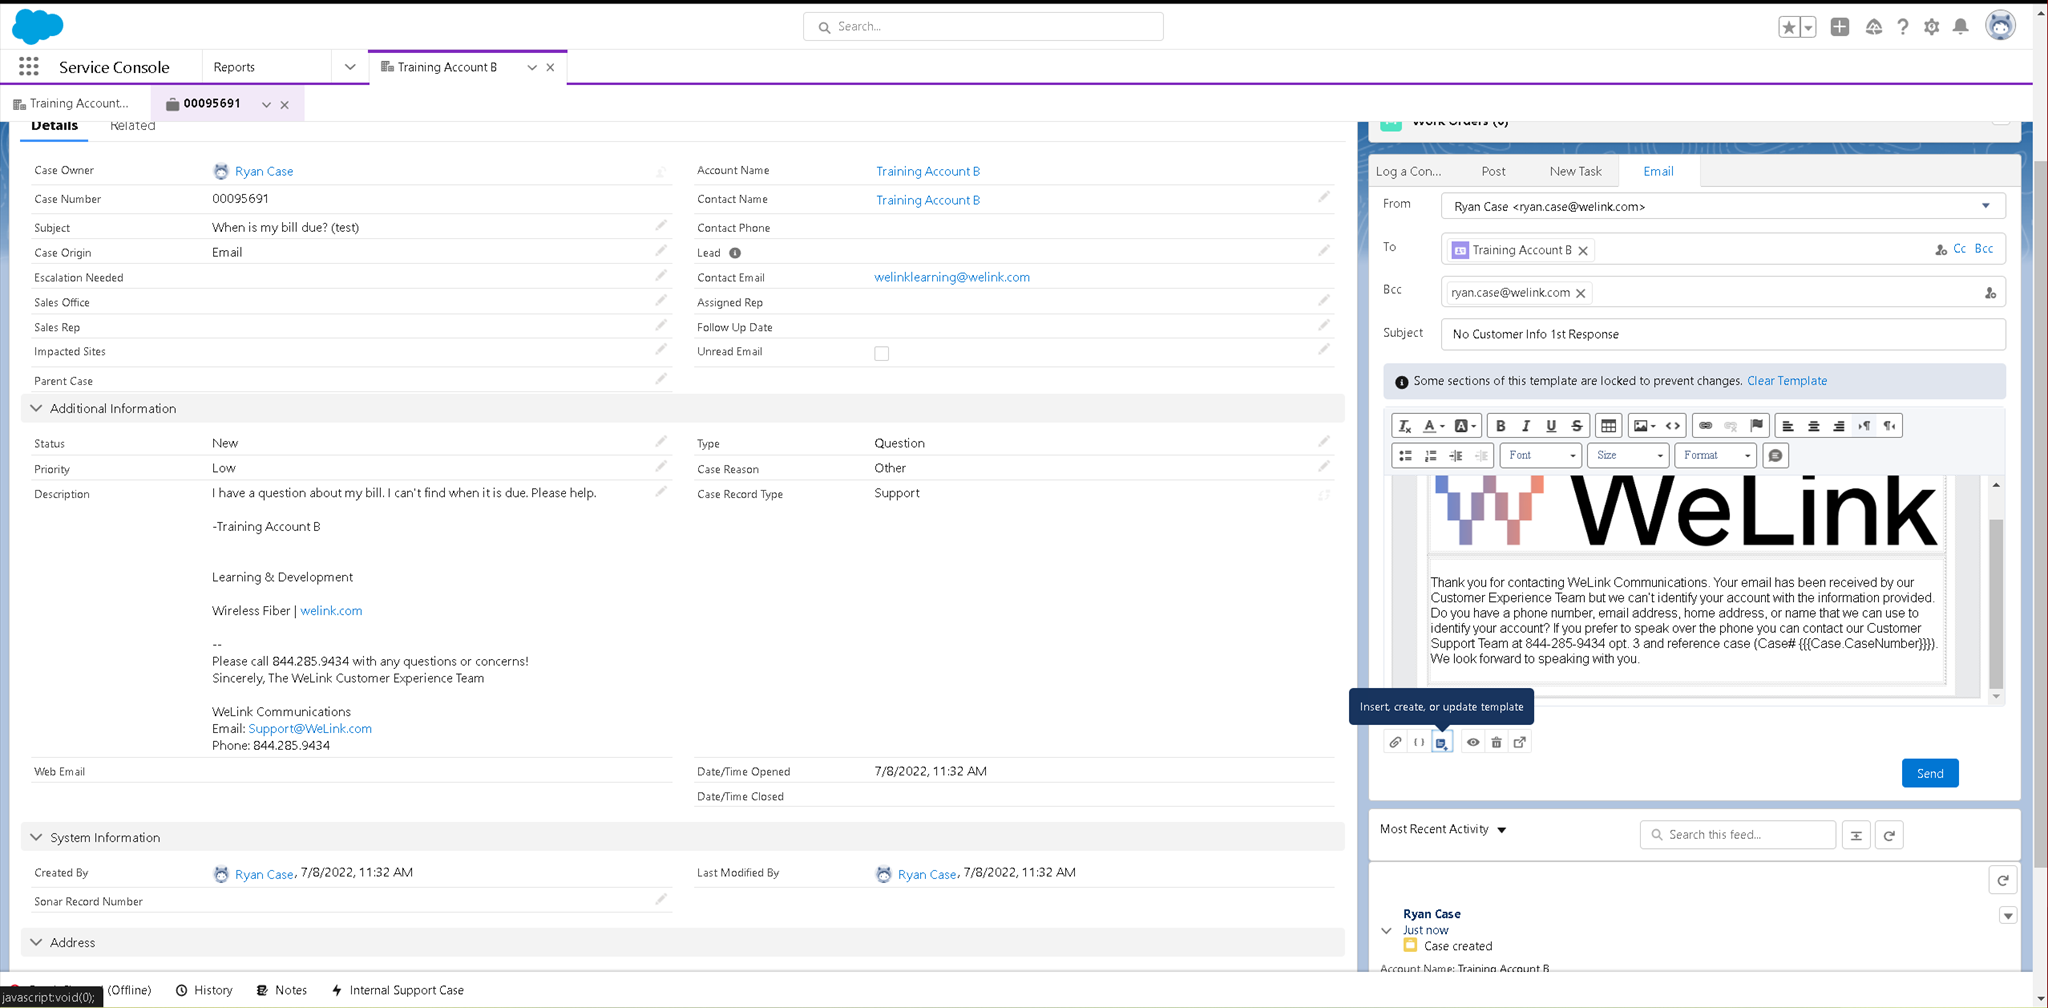 Search...
Service Console
Reports
Training Account B
Training Account...
00095691
Details
Related
Case Owner
Ryan Case
Case Number
00095691
Subject
When is my bill due? (test)
Case Origin
Email
Escalation Needed
Sales Office
Sales Rep
Impacted Sites
Parent Case
Account Name
Training Account B
Contact Name
Training Account B
Contact Phone
Lead
Contact Email
welinklearning@welink.com
Assigned Rep
Follow Up Date
Unread Email
Additional Information
Status
New
Priority
Low
Description
I have a question about my bill. I can't find when it is due. Please help.
-Training Account B
Learning & Development
Wireless Fiber | welink.com
--
Please call 844.285.9434 with any questions or concerns!
Sincerely, The WeLink Customer Experience Team
WeLink Communications
Email: Support@WeLink.com
Phone: 844.285.9434
Type
Question
Case Reason
Other
Case Record Type
Support
Web Email
Date/Time Opened
7/8/2022, 11:32 AM
Date/Time Closed
System Information
Created By
Ryan Case, 7/8/2022, 11:32 AM
Last Modified By
Ryan Case, 7/8/2022, 11:32 AM
Sonar Record Number
Address
Work Orders (0)
Log a Con...
Post
New Task
Email
From
Ryan Case <ryan.case@welink.com>
To
Training Account B
Cc
Bcc
Bcc
ryan.case@welink.com
Subject
No Customer Info 1st Response
Some sections of this template are locked to prevent changes. Clear Template
Font
Size
Format
WeLink
Thank you for contacting WeLink Communications. Your email has been received by our
Customer Experience Team but we can't identify your account with the information provided.
Do you have a phone number, email address, home address, or name that we can use to
identify your account? If you prefer to speak over the phone you can contact our Customer
Support Team at 844-285-9434 opt. 3 and reference case (Case# {{{Case.CaseNumber}}}).
We look forward to speaking with you.
Insert, create, or update template
Send
Most Recent Activity
Search this feed...
Ryan Case
Just now
Case created
Account Name: Training Account B
(Offline)
History
Notes
Internal Support Case
javascript:void(0);